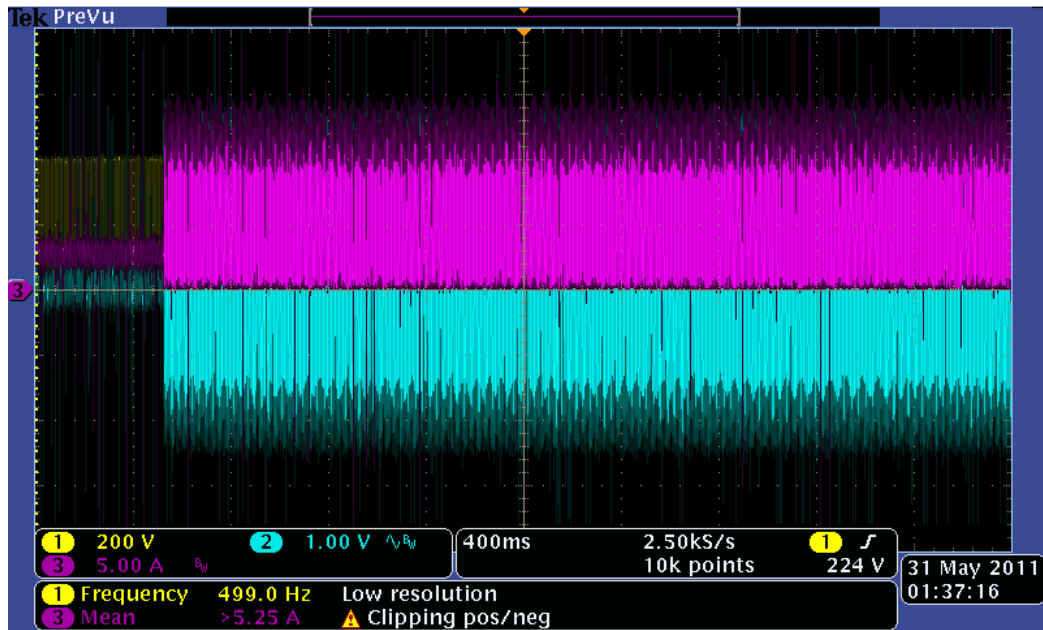 Tek PreVu
3
1 200 V 2 1.00 V ∿BW 400ms 2.50kS/s 1 ƒ
3 5.00 A BW 10k points 224 V
31 May 2011
01:37:16
1 Frequency 499.0 Hz Low resolution
3 Mean >5.25 A Clipping pos/neg